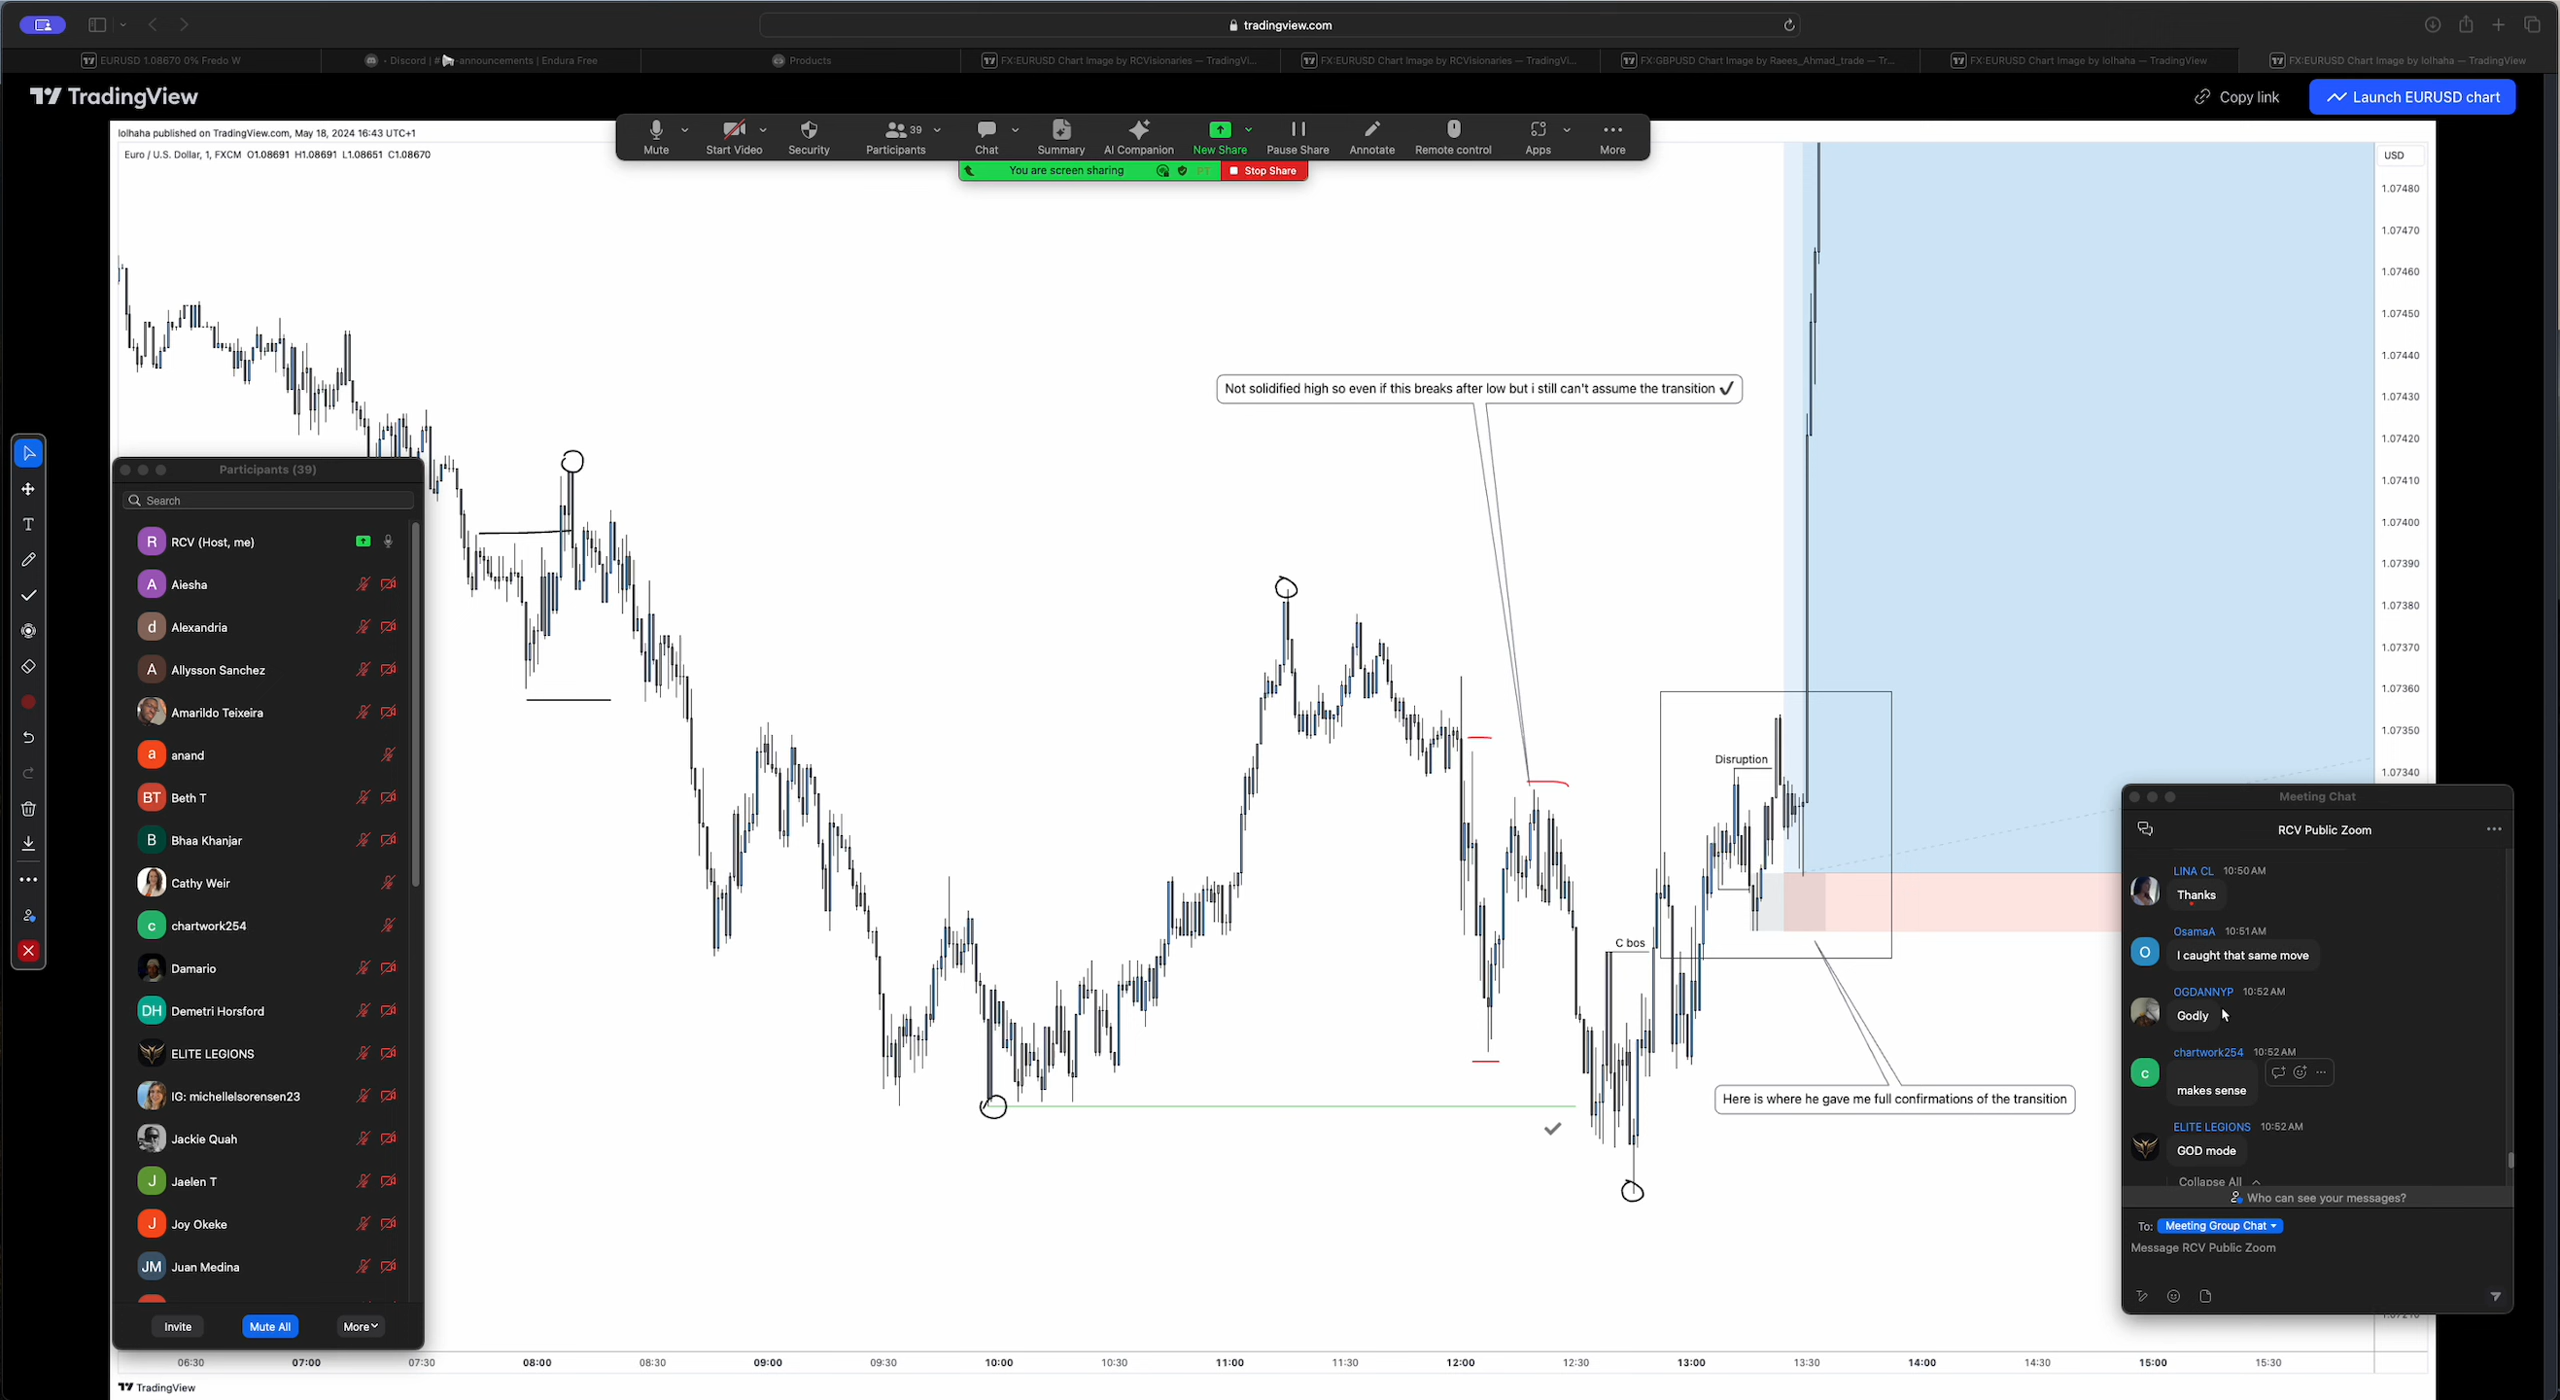 tradingview.com
EURUSD 1.08670 0% Fredo W
Discord | #
-announcements | Endura Free
Products
FX:EURUSD Chart Image by RCVisionaries — TradingVi...
FX:EURUSD Chart Image by RCVisionaries — TradingVi...
FX:GBPUSD Chart Image by Raees_Ahmad_trade — Tr...
FX:EURUSD Chart Image by lolhaha — TradingView
FX:EURUSD Chart Image by lolhaha — TradingView
TradingView
Copy link
Launch EURUSD chart
lolhaha published on TradingView.com, May 18, 2024 16:43 UTC+1
Euro / U.S. Dollar, 1, FXCM O1.08691 H1.08691 L1.08651 C1.08670
Mute
Start Video
Security
39
Participants
Chat
Summary
AI Companion
New Share
Pause Share
Annotate
Remote control
Apps
More
You are screen sharing
Stop Share
USD
1.07480
1.07470
1.07460
1.07450
1.07440
1.07430
1.07420
1.07410
1.07400
1.07390
1.07380
1.07370
1.07360
1.07350
1.07340
Not solidified high so even if this breaks after low but i still can't assume the transition ✓
Disruption
C bos
Here is where he gave me full confirmations of the transition
Participants (39)
Search
R RCV (Host, me)
A Aiesha
d Alexandria
A Allysson Sanchez
Amarildo Teixeira
a anand
BT Beth T
B Bhaa Khanjar
Cathy Weir
c chartwork254
Damario
DH Demetri Horsford
ELITE LEGIONS
IG: michellelsorensen23
Jackie Quah
J Jaelen T
J Joy Okeke
JM Juan Medina
Invite
Mute All
More
Meeting Chat
RCV Public Zoom
LINA CL 10:50 AM
Thanks
OsamaA 10:51 AM
O I caught that same move
OGDANNYP 10:52 AM
Godly
chartwork254 10:52 AM
c makes sense
ELITE LEGIONS 10:52 AM
GOD mode
Collapse All
Who can see your messages?
To: Meeting Group Chat
Message RCV Public Zoom
06:30 07:00 07:30 08:00 08:30 09:00 09:30 10:00 10:30 11:00 11:30 12:00 12:30 13:00 13:30 14:00 14:30 15:00 15:30
TradingView